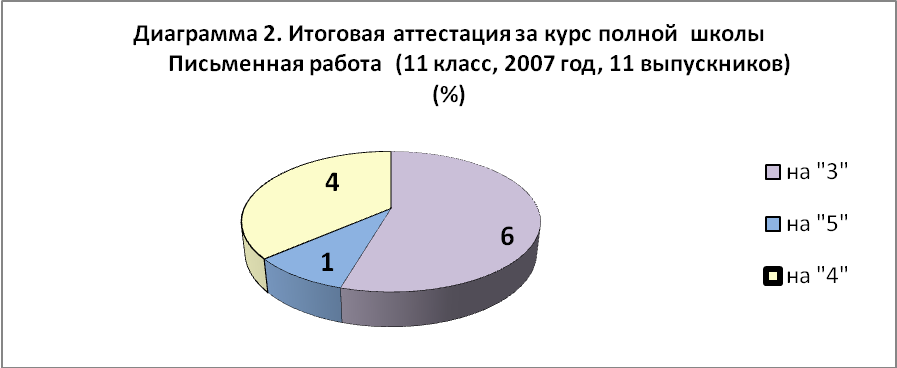 Диаграмма 2. Итоговая аттестация за курс полной школы
Письменная работа (11 класс, 2007 год, 11 выпускников)
(%)
4
6
1
на "3"
на "5"
на "4"